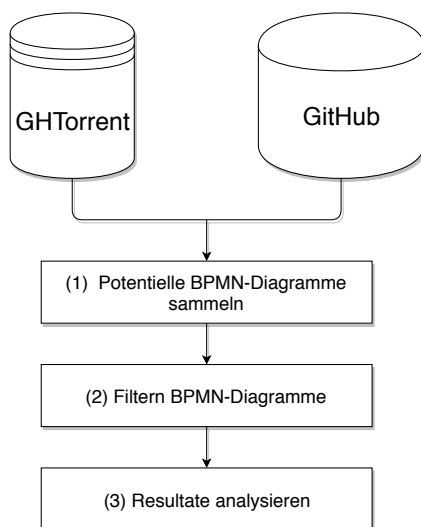 GHTorrent
GitHub
(1) Potentielle BPMN-Diagramme
sammeln
(2) Filtern BPMN-Diagramme
(3) Resultate analysieren